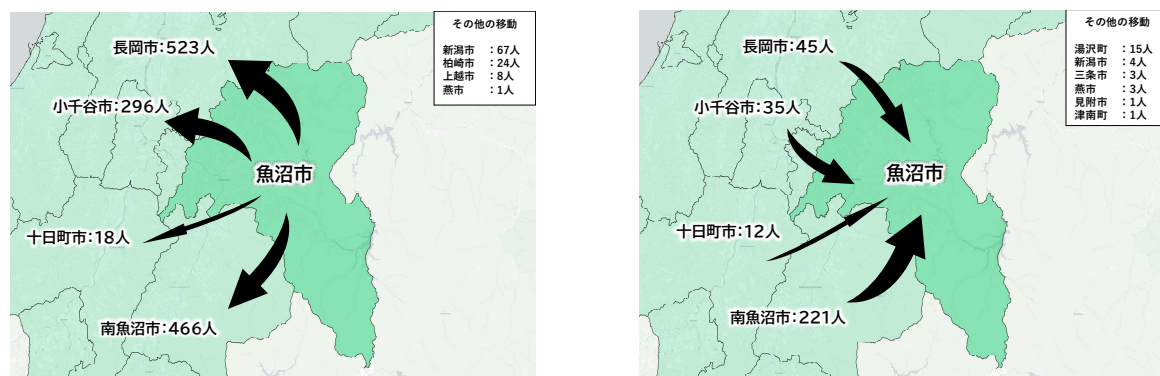 その他の移動
新潟市 :67人
柏崎市 :24人
上越市 :8人
燕市 :1人
長岡市:523人
小千谷市:296人
魚沼市
十日町市:18人
南魚沼市:466人
その他の移動
湯沢町 :15人
新潟市 :4人
三条市 :3人
燕市 :3人
見附市 :1人
津南町 :1人
長岡市:45人
小千谷市:35人
魚沼市
十日町市:12人
南魚沼市:221人